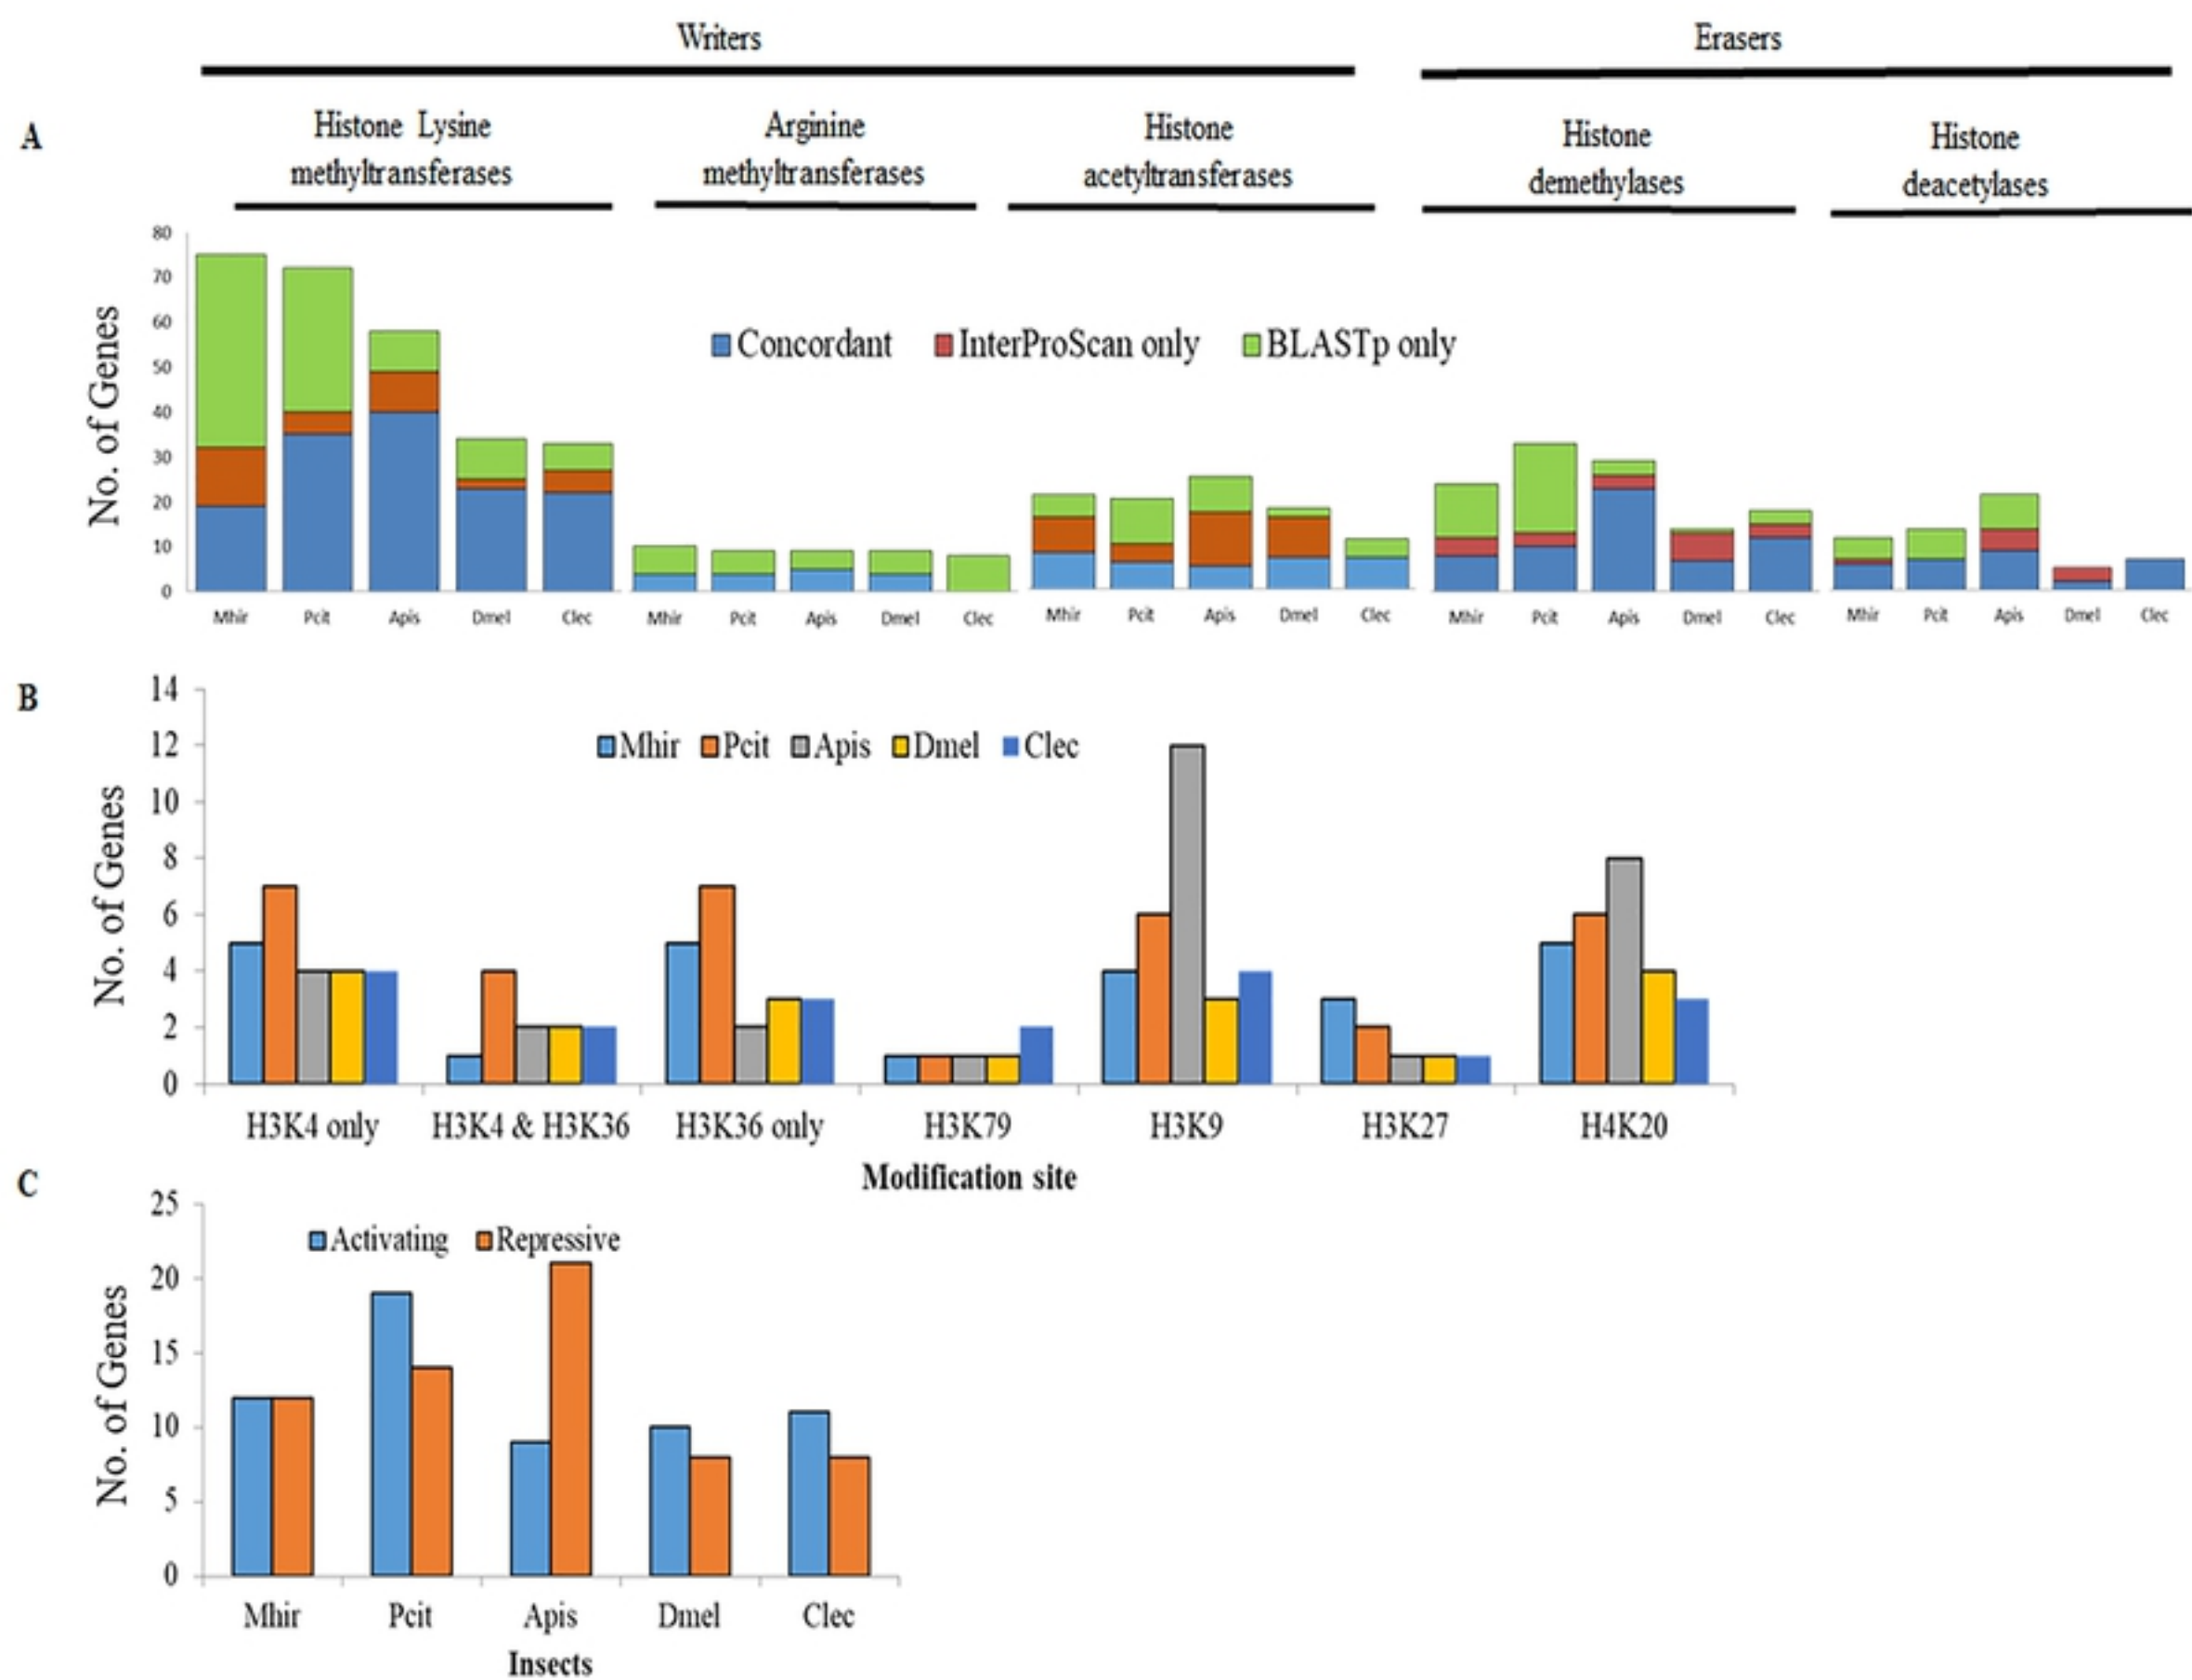 Writers Erasers
A
Histone Lysine
methyltransferases
Arginine
methyltransferases
Histone
acetyltransferases
Histone
demethylases
Histone
deacetylases
No. of Genes
80
70
60
50
40
30
20
10
0
Concordant InterProScan only BLASTp only
Mhir Pcit Apis Dmel Clec Mhir Pcit Apis Dmel Clec Mhir Pcit Apis Dmel Clec Mhir Pcit Apis Dmel Clec Mhir Pcit Apis Dmel Clec
B
No. of Genes
14
12
10
8
6
4
2
0
Mhir Pcit Apis Dmel Clec
H3K4 only H3K4 & H3K36 H3K36 only H3K79 H3K9 H3K27 H4K20
Modification site
C
No. of Genes
25
20
15
10
5
0
Activating Repressive
Mhir Pcit Apis Dmel Clec
Insects